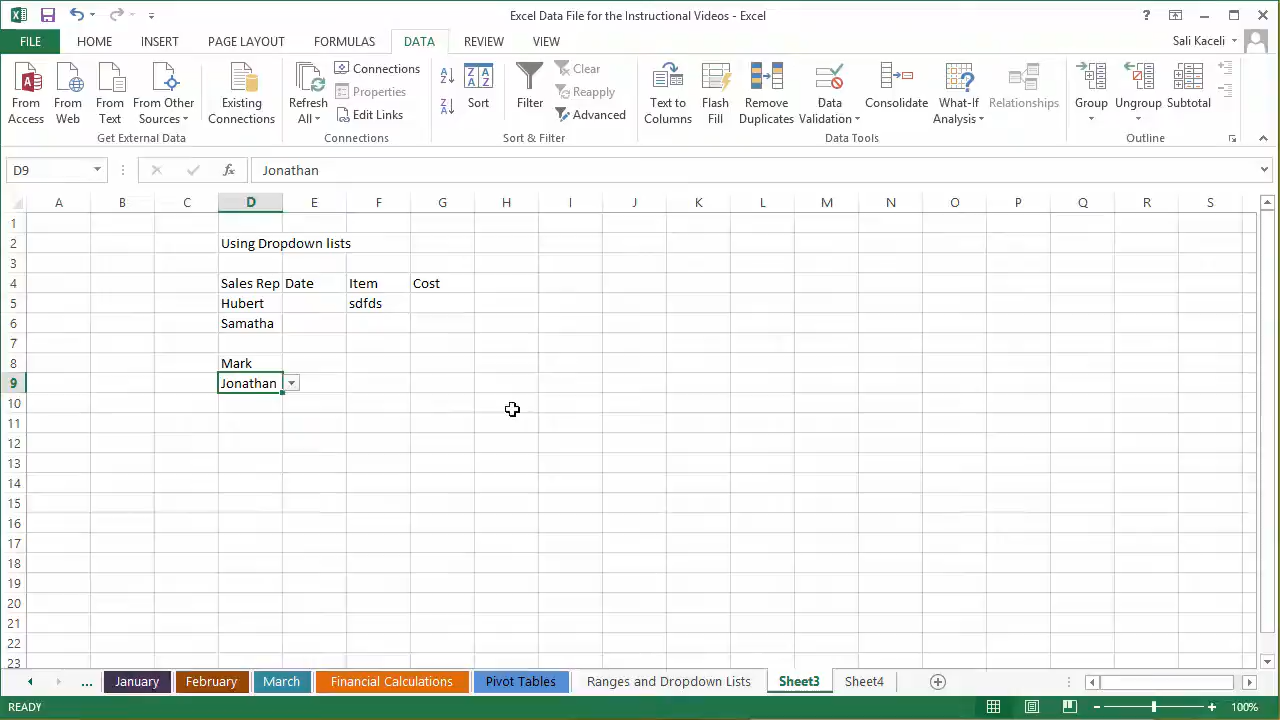 Excel Data File for the Instructional Videos - Excel
?
FILE HOME INSERT PAGE LAYOUT FORMULAS DATA REVIEW VIEW Sali Kaceli
From Access
From Web
From Text
From Other Sources
Existing Connections
Get External Data
Refresh All
Connections
Properties
Edit Links
Connections
Sort
Filter
Clear
Reapply
Advanced
Sort & Filter
Text to Columns
Flash Fill
Remove Duplicates
Data Validation
Consolidate
What-If Analysis
Relationships
Data Tools
Group
Ungroup
Subtotal
Outline
D9 fx Jonathan
A B C D E F G H I J K L M N O P Q R S
1
2 Using Dropdown lists
3
4 Sales Rep Date Item Cost
5 Hubert sdfds
6 Samatha
7
8 Mark
9 Jonathan
10
11
12
13
14
15
16
17
18
19
20
21
22
23
... January February March Financial Calculations Pivot Tables Ranges and Dropdown Lists Sheet3 Sheet4
READY 100%